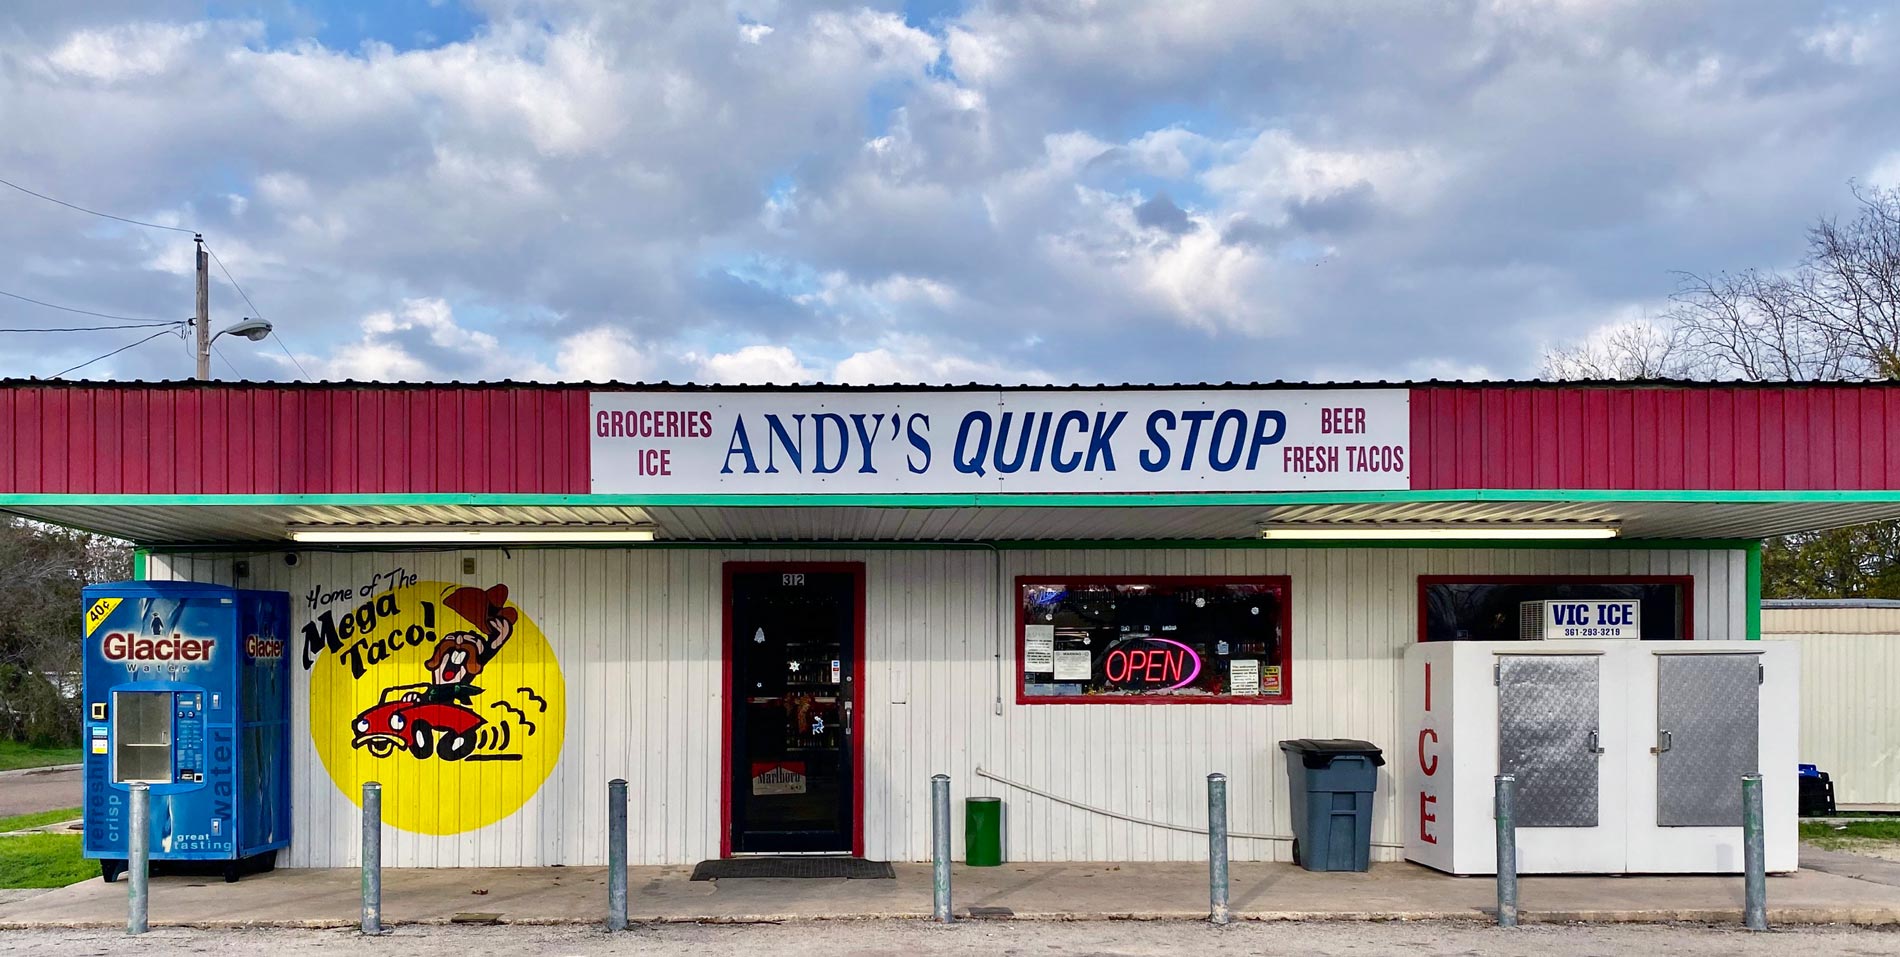 GROCERIES
ICE
ANDY'S QUICK STOP
BEER
FRESH TACOS
40¢
Glacier
Water
Glacier
refreshing
crisp
water
great
tasting
Home of The
Mega
Taco!
312
Marlboro
OPEN
WARNING
VIC ICE
361-293-3219
ICE